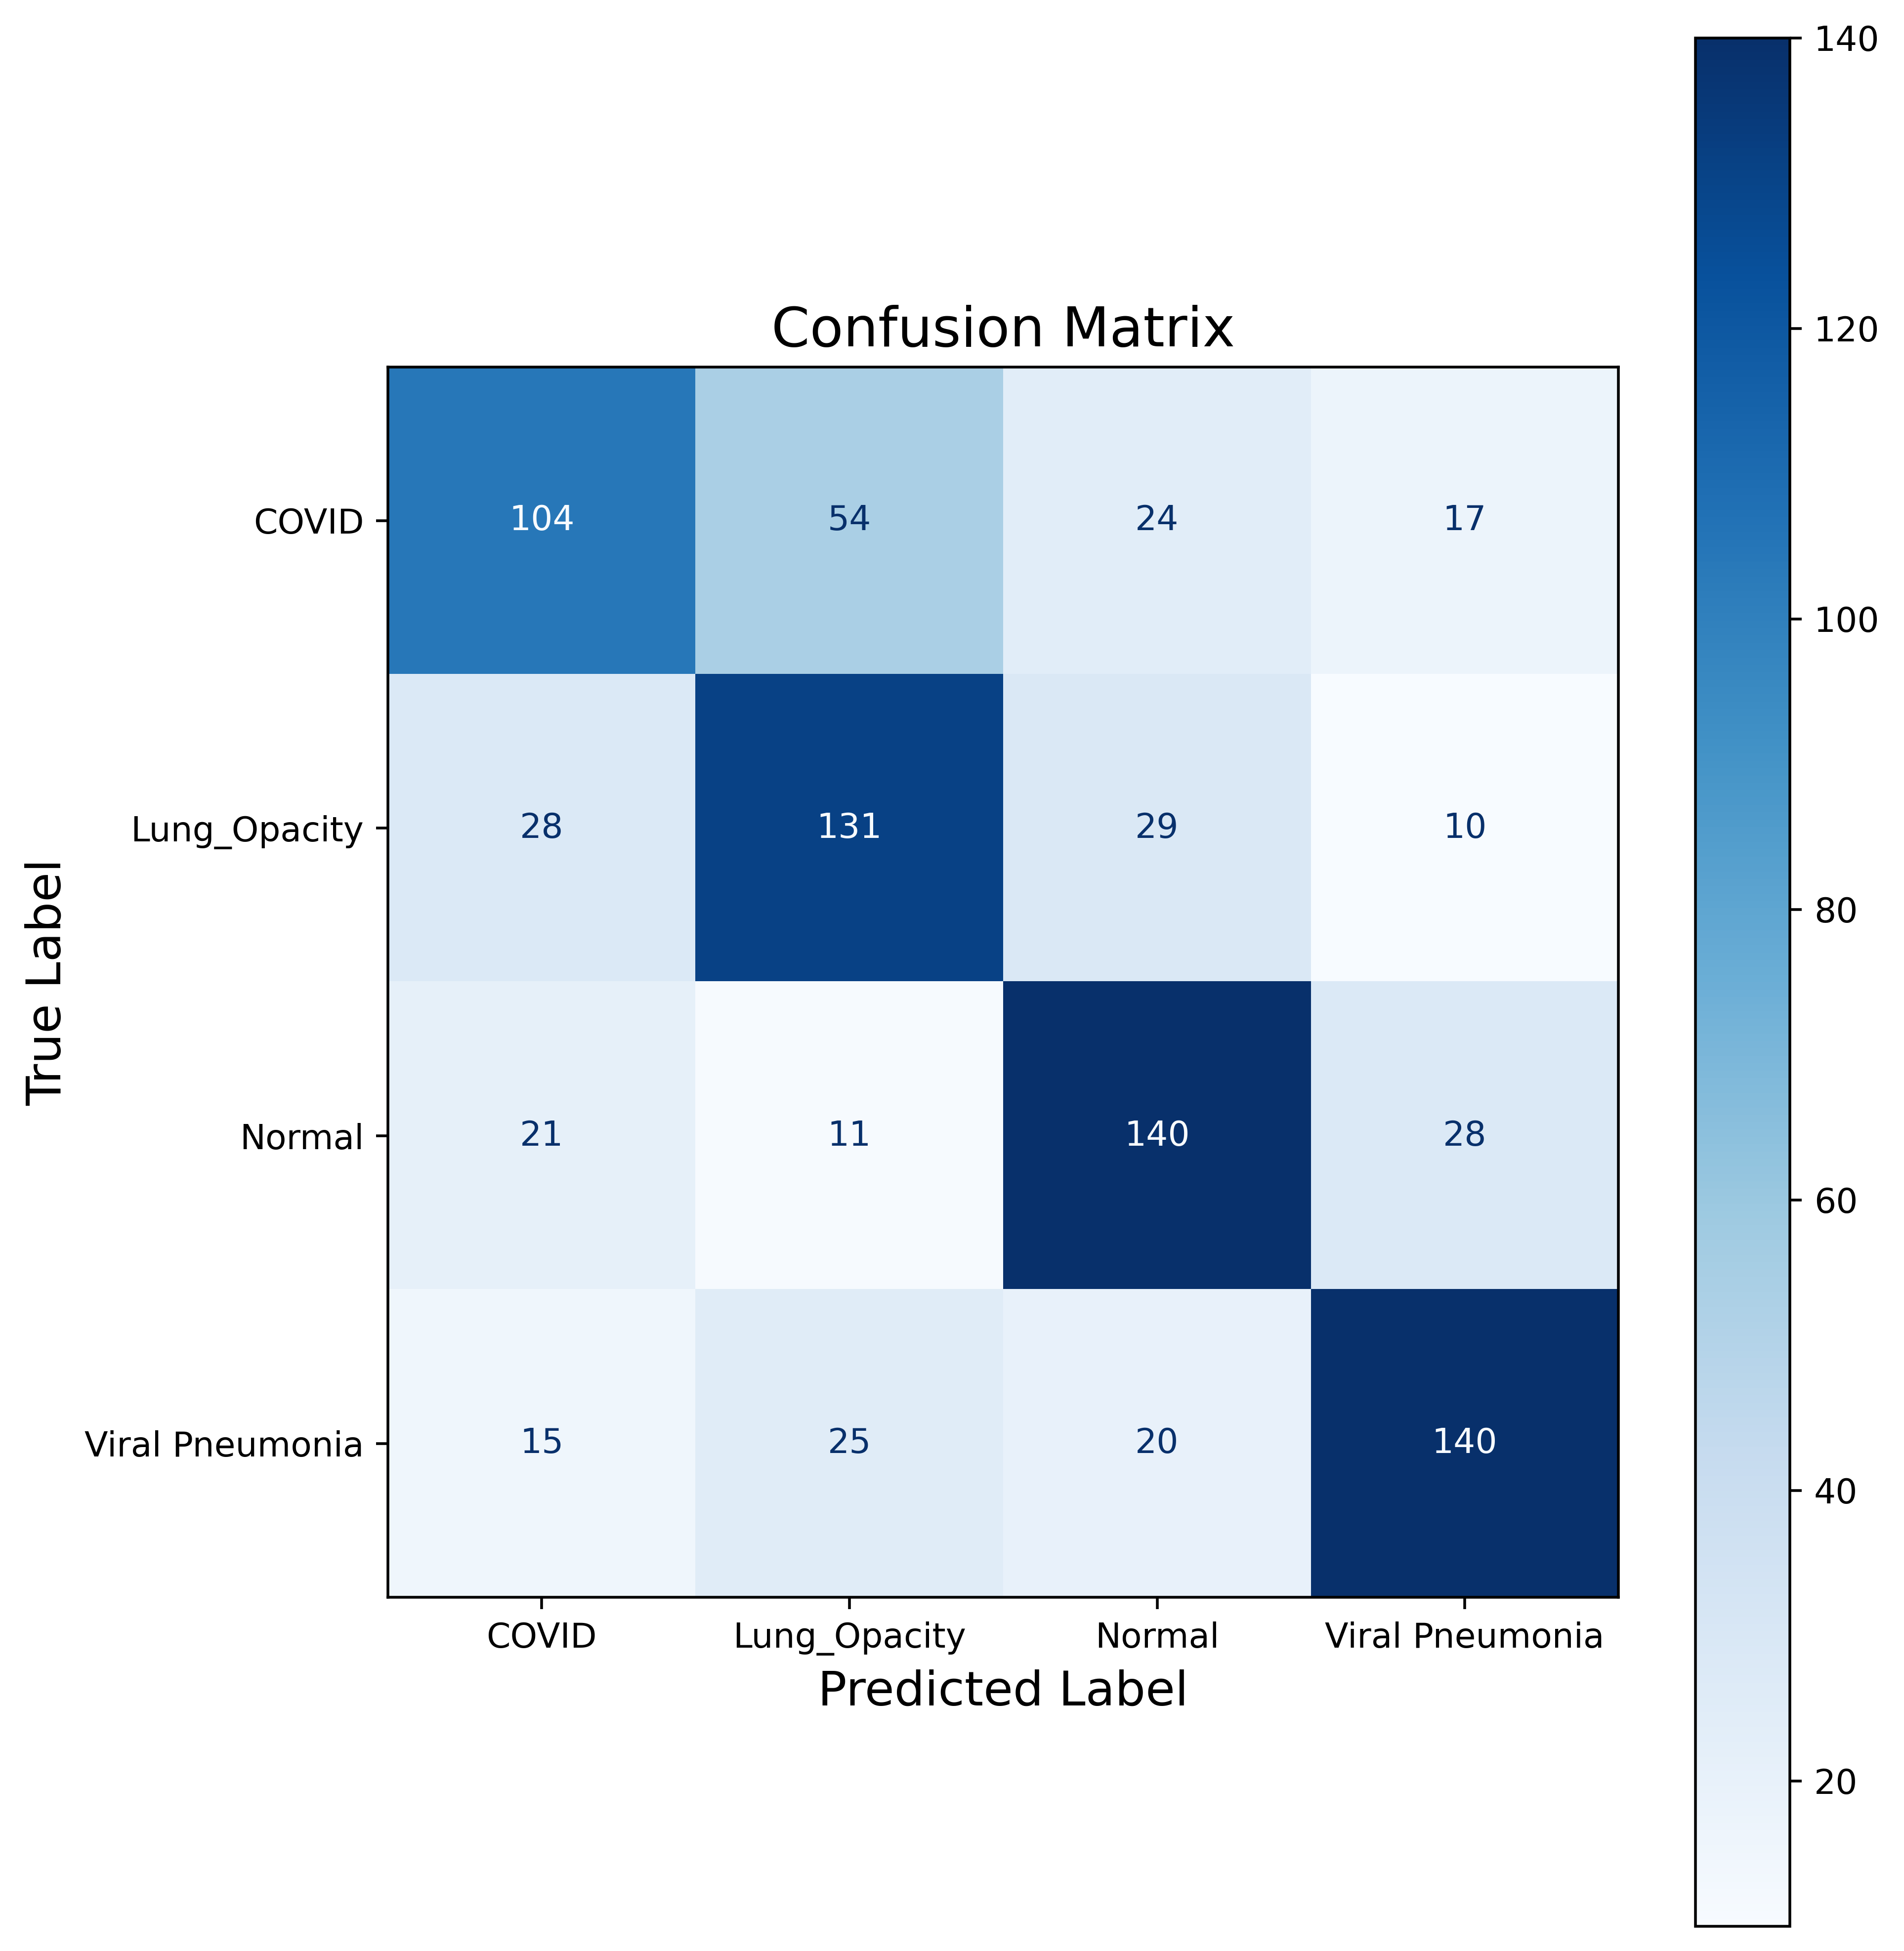 Confusion Matrix
True Label
COVID 104 54 24 17
Lung_Opacity 28 131 29 10
Normal 21 11 140 28
Viral Pneumonia 15 25 20 140
COVID Lung_Opacity Normal Viral Pneumonia
Predicted Label
140
120
100
80
60
40
20